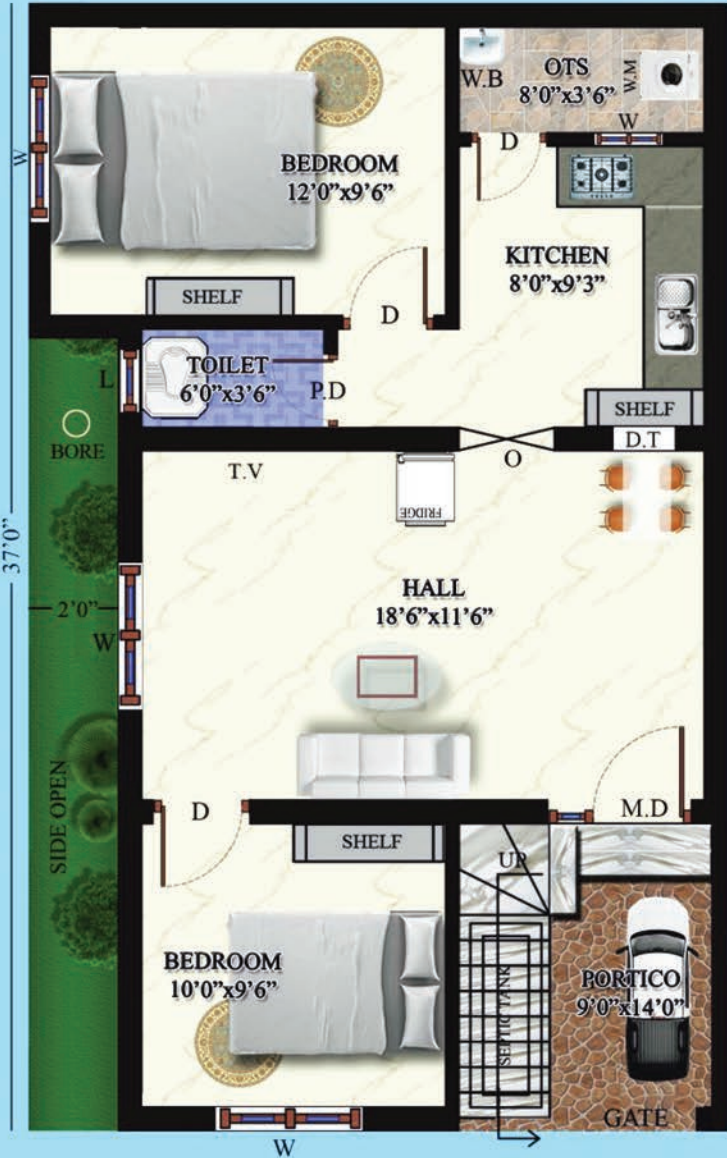 W.B
OTS
8'0"x3'6"
W.M
W
D
W
BEDROOM
12'0"x9'6"
KITCHEN
8'0"x9'3"
SHELF
D
L
TOILET
6'0"x3'6"
P.D
SHELF
D.T
BORE
T.V
O
FRIDGE
37'0"
HALL
18'6"x11'6"
2'0"
W
SIDE OPEN
D
M.D
SHELF
UP
BEDROOM
10'0"x9'6"
SEPTIC TANK
PORTICO
9'0"x14'0"
GATE
W